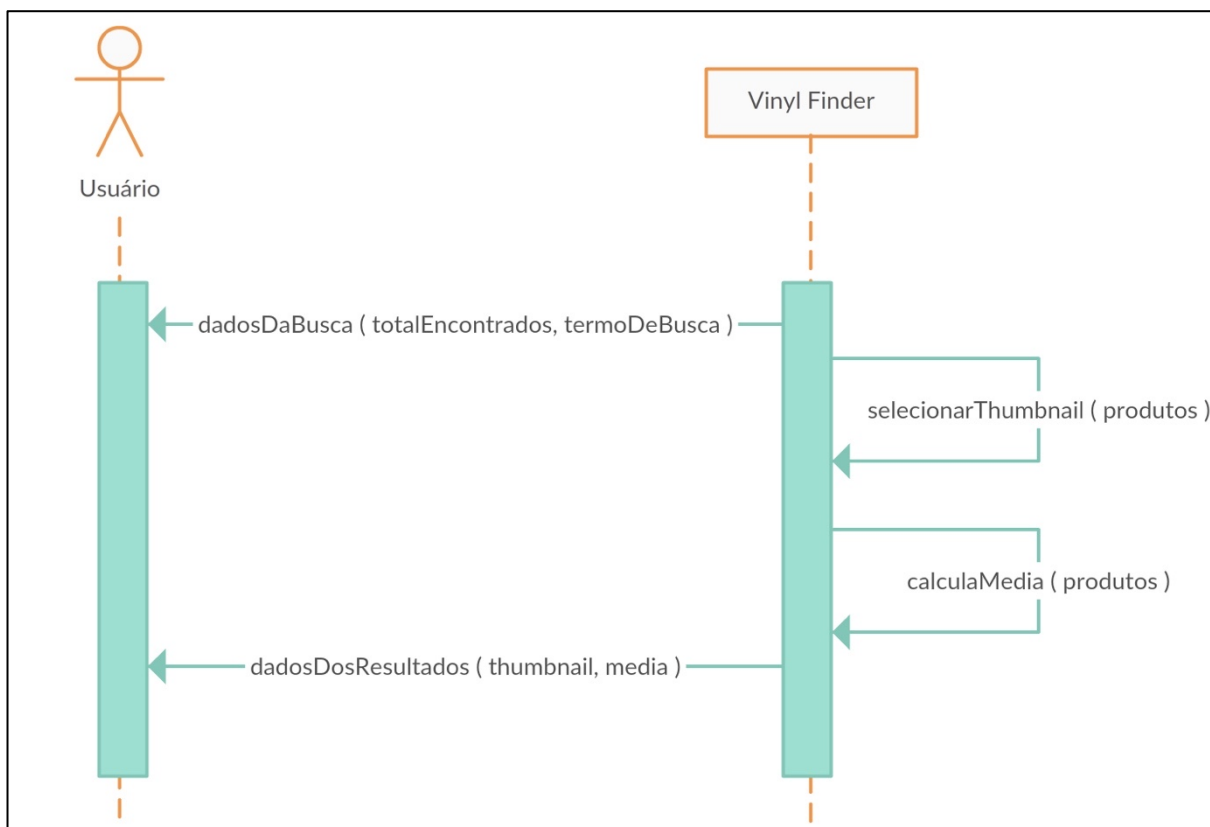 Vinyl Finder
Usuário
dadosDaBusca ( totalEncontrados, termoDeBusca )
selecionarThumbnail ( produtos )
calculaMedia ( produtos )
dadosDosResultados ( thumbnail, media )